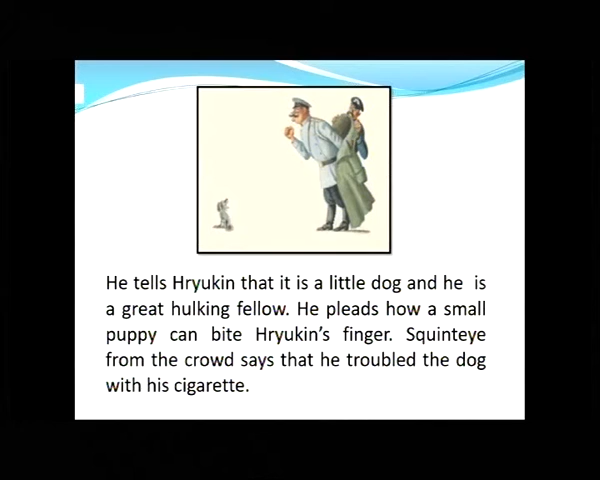 He tells Hryukin that it is a little dog and he is
a great hulking fellow. He pleads how a small
puppy can bite Hryukin's finger. Squinteye
from the crowd says that he troubled the dog
with his cigarette.